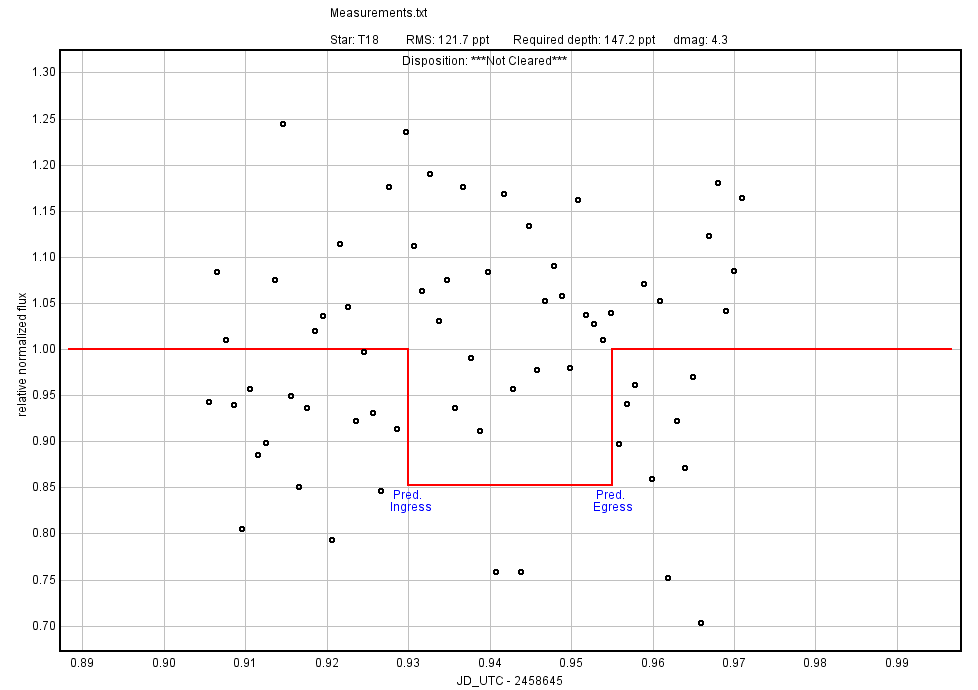 Measurements.txt
Star: T18 RMS: 121.7 ppt Required depth: 147.2 ppt dmag: 4.3
Disposition: ***Not Cleared***
relative normalized flux
1.30
1.25
1.20
1.15
1.10
1.05
1.00
0.95
0.90
0.85
0.80
0.75
0.70
Pred.
Ingress
Pred.
Egress
0.89 0.90 0.91 0.92 0.93 0.94 0.95 0.96 0.97 0.98 0.99
JD_UTC - 2458645